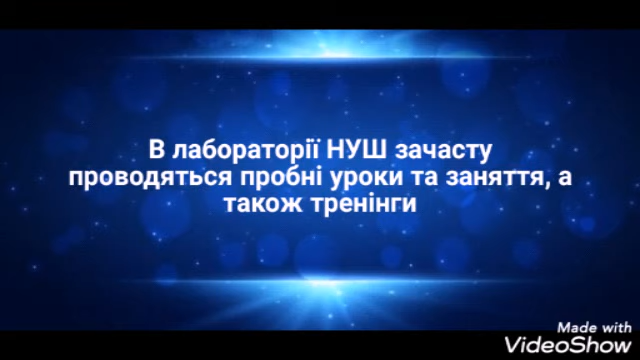 В лабораторії НУШ зачасту
проводяться пробні уроки та заняття, а
також тренінги
Made with
VideoShow